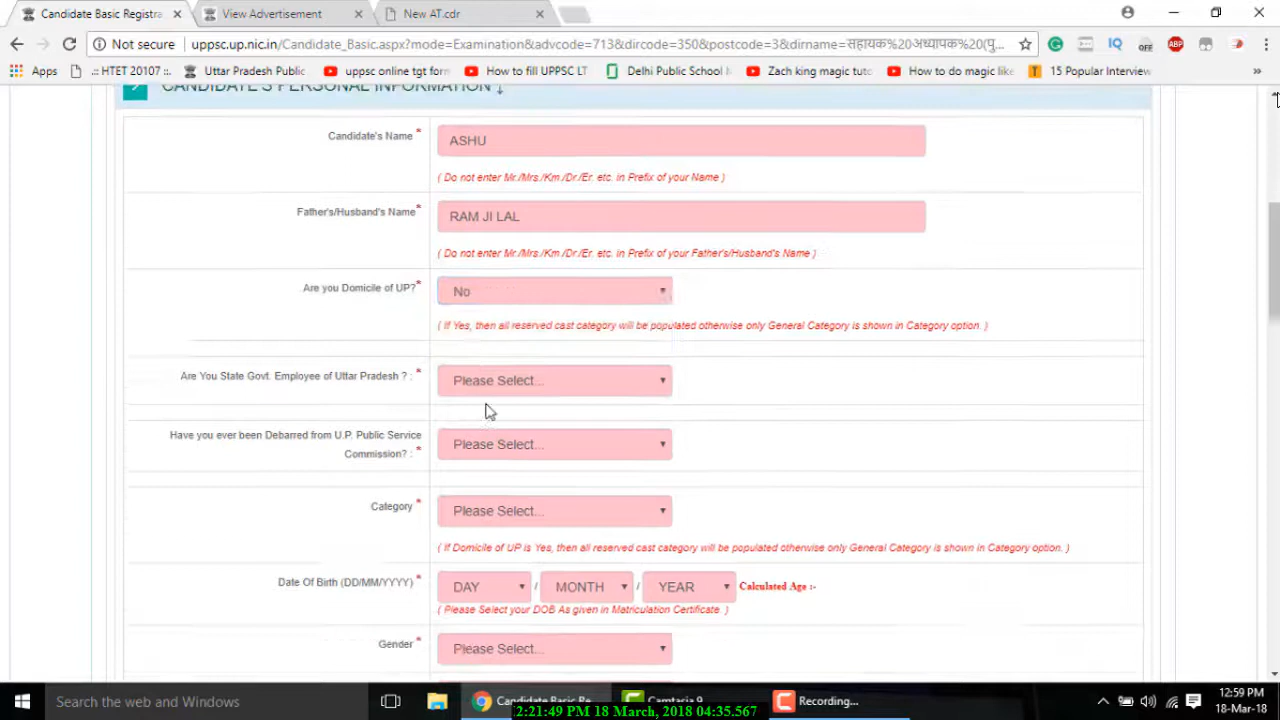 Candidate Basic Registra
View Advertisement
New AT.cdr
Not secure
uppsc.up.nic.in/Candidate_Basic.aspx?mode=Examination&advcode=713&dircode=350&postcode=3&dirname=सहायक%20अध्यापक%20(पु
Apps
.:: HTET 20107 ::.
Uttar Pradesh Public
uppsc online tgt form
How to fill UPPSC LT
Delhi Public School
Zach king magic tuto
How to do magic like
15 Popular Interview
CANDIDATE'S PERSONAL INFORMATION
Candidate's Name *
ASHU
( Do not enter Mr./Mrs./Km./Dr./Er. etc. in Prefix of your Name )
Father's/Husband's Name *
RAM JI LAL
( Do not enter Mr./Mrs./Km./Dr./Er. etc. in Prefix of your Father's/Husband's Name )
Are you Domicile of UP? *
No
( If Yes, then all reserved cast category will be populated otherwise only General Category is shown in Category option. )
Are You State Govt. Employee of Uttar Pradesh ? : *
Please Select...
Have you ever been Debarred from U.P. Public Service
Commission? : *
Please Select...
Category *
Please Select...
( If Domicile of UP is Yes, then all reserved cast category will be populated otherwise only General Category is shown in Category option. )
Date Of Birth (DD/MM/YYYY) *
DAY / MONTH / YEAR Calculated Age :-
( Please Select your DOB As given in Matriculation Certificate. )
Gender *
Please Select...
Search the web and Windows
Candidate Basic Re
Camtasia 9
Recording...
12:59 PM
18-Mar-18
2:21:49 PM 18 March, 2018 04:35.567